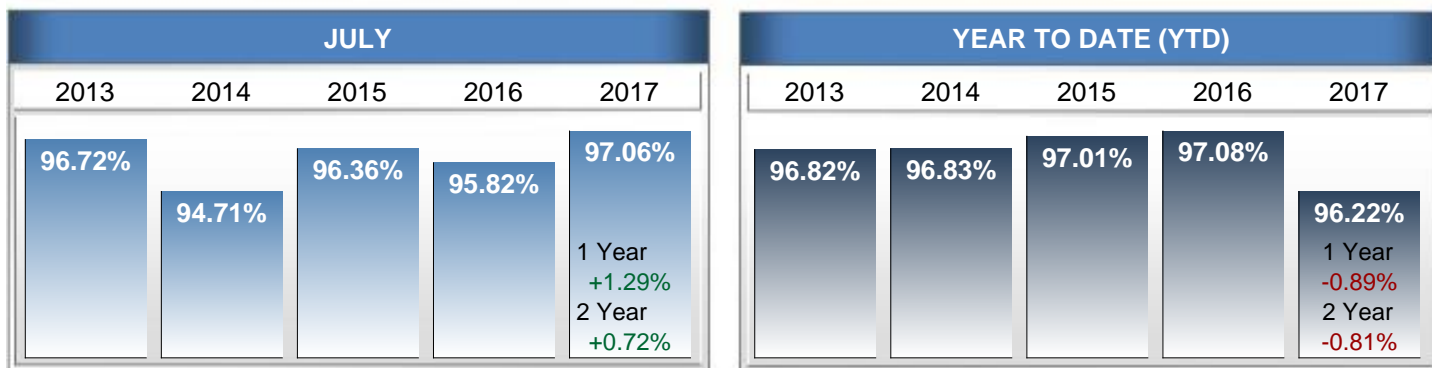 JULY
2013 2014 2015 2016 2017
96.72% 94.71% 96.36% 95.82% 97.06%
1 Year
+1.29%
2 Year
+0.72%
YEAR TO DATE (YTD)
2013 2014 2015 2016 2017
96.82% 96.83% 97.01% 97.08% 96.22%
1 Year
-0.89%
2 Year
-0.81%